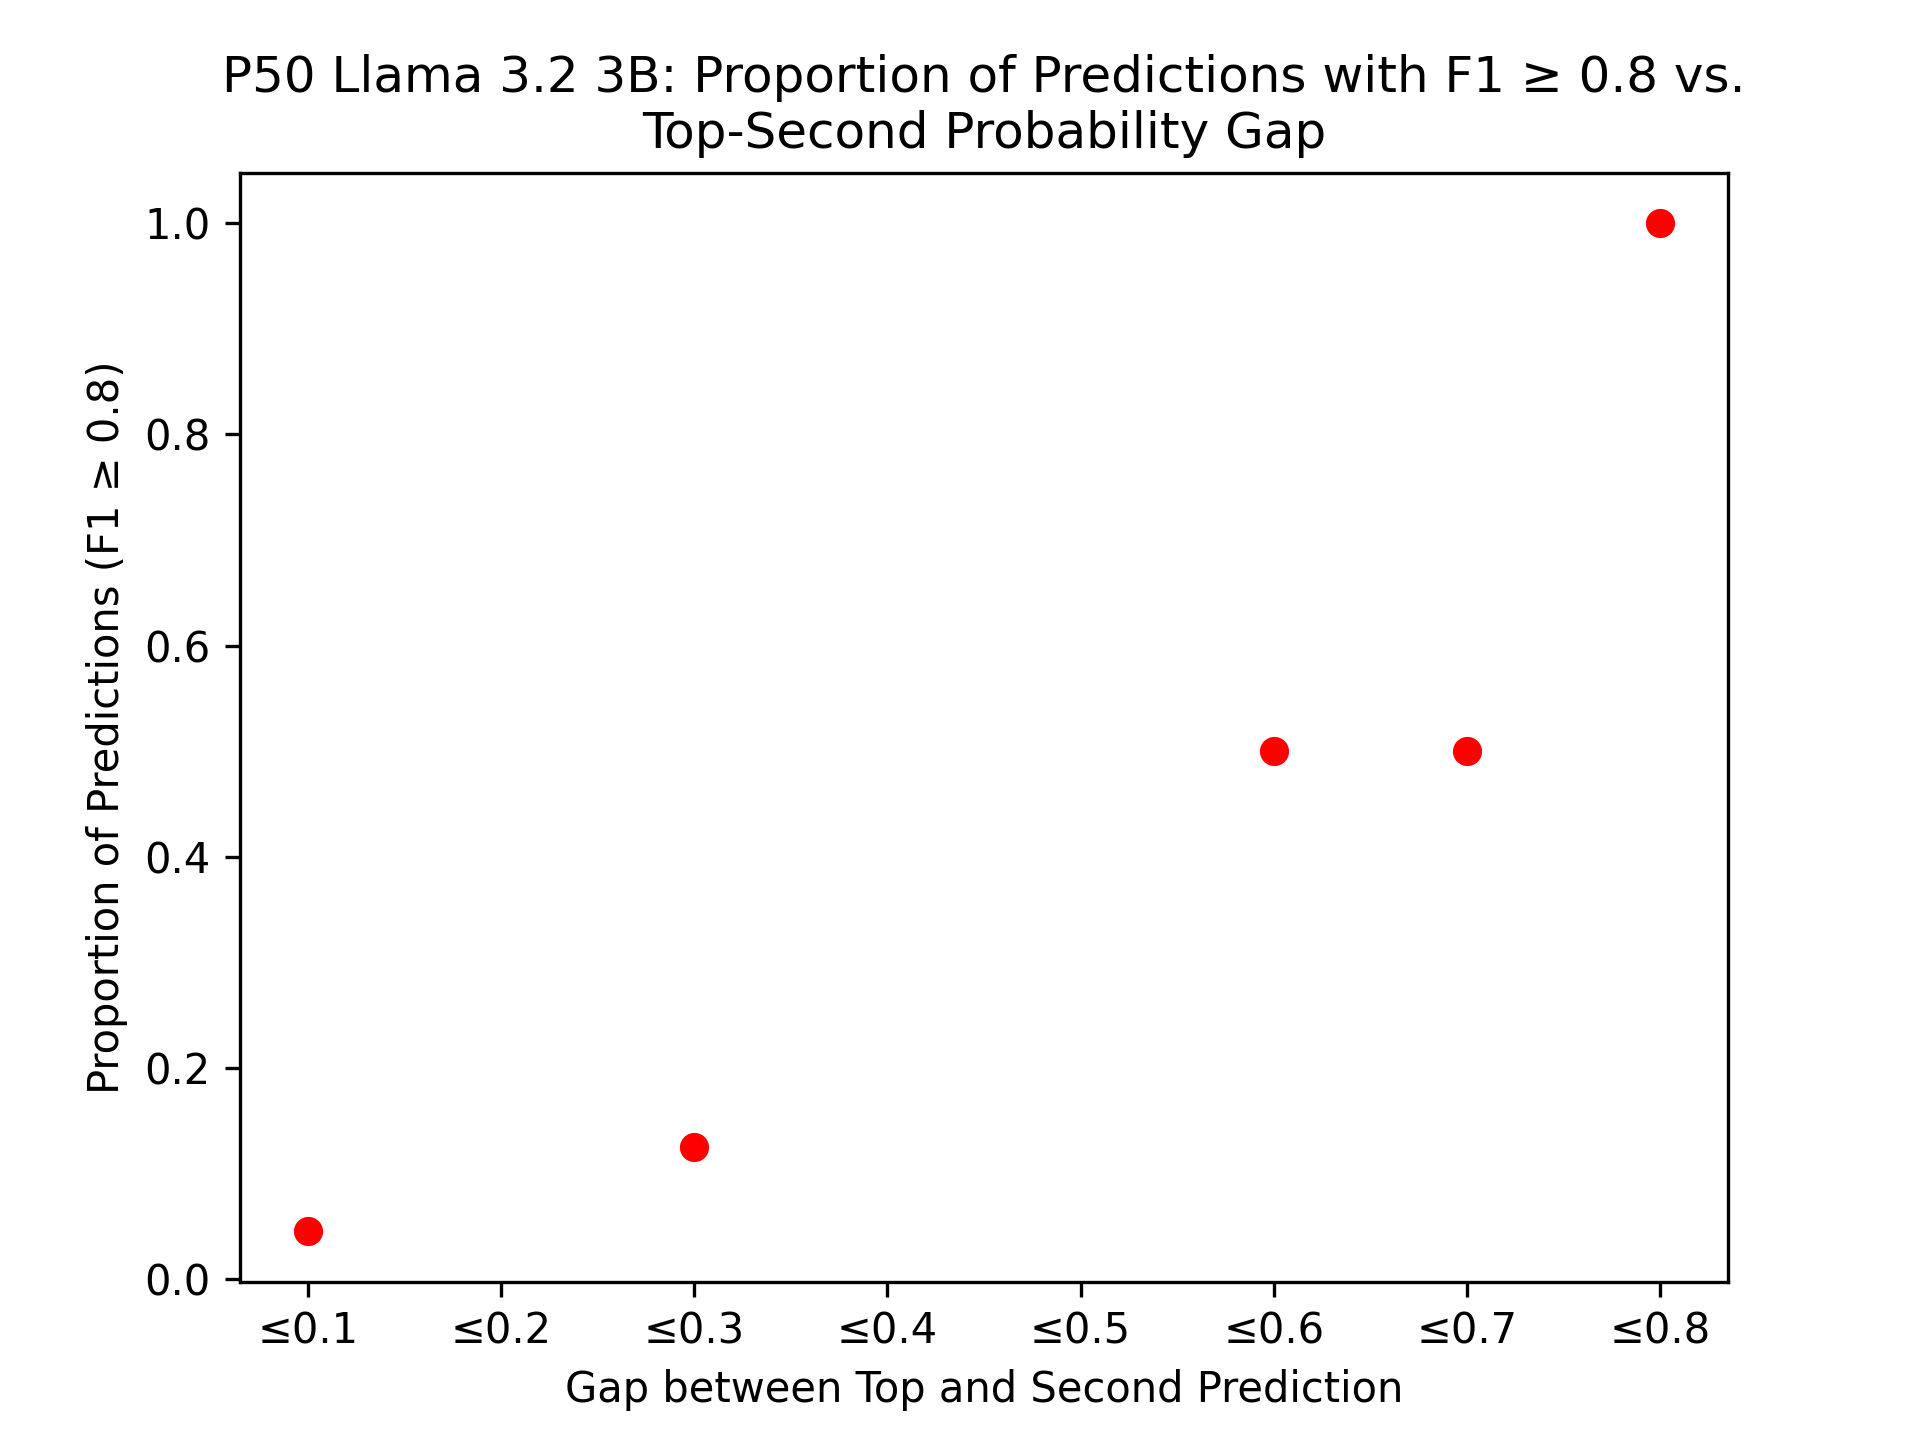 P50 Llama 3.2 3B: Proportion of Predictions with F1 ≥ 0.8 vs.
Top-Second Probability Gap
Proportion of Predictions (F1 ≥ 0.8)
1.0
0.8
0.6
0.4
0.2
0.0
≤0.1 ≤0.2 ≤0.3 ≤0.4 ≤0.5 ≤0.6 ≤0.7 ≤0.8
Gap between Top and Second Prediction